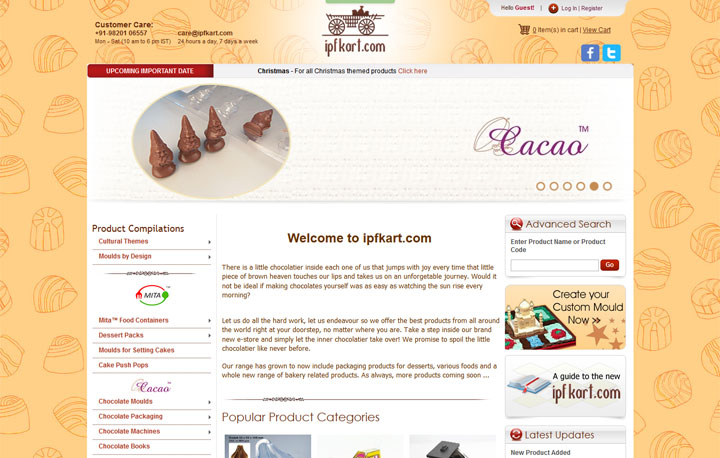 Customer Care:
+91-98201 06557
care@ipfkart.com
Mon - Sat (10 am to 6 pm IST)
24 hours a day, 7 days a week
ipfkart.com
Hello Guest! | Log In | Register
0 Item(s) in cart | View Cart
UPCOMING IMPORTANT DATE
Christmas - For all Christmas themed products Click here
Cacao™
Product Compilations
Cultural Themes
Moulds by Design
MITA
Mita™ Food Containers
Dessert Packs
Moulds for Setting Cakes
Cake Push Pops
Cacao
Chocolate Moulds
Chocolate Packaging
Chocolate Machines
Chocolate Books
Welcome to ipfkart.com
There is a little chocolatier inside each one of us that jumps with joy every time that little
piece of brown heaven touches our lips and takes us on an unforgetable journey. Would it
not be ideal if making chocolates yourself was as easy as watching the sun rise every
morning?
Let us do all the hard work, let us endeavour so we offer the best products from all around
the world right at your doorstep, no matter where you are. Take a step inside our brand
new e-store and simply let the inner chocolatier take over! We promise to spoil the little
chocolatier like never before.
Our range has grown to now include packaging products for desserts, various foods and a
whole new range of bakery related products. As always, more products coming soon ...
Popular Product Categories
Advanced Search
Enter Product Name or Product
Code
Go
Create your
Custom Mould
Now >>
A guide to the new
ipfkart.com
Latest Updates
New Product Added